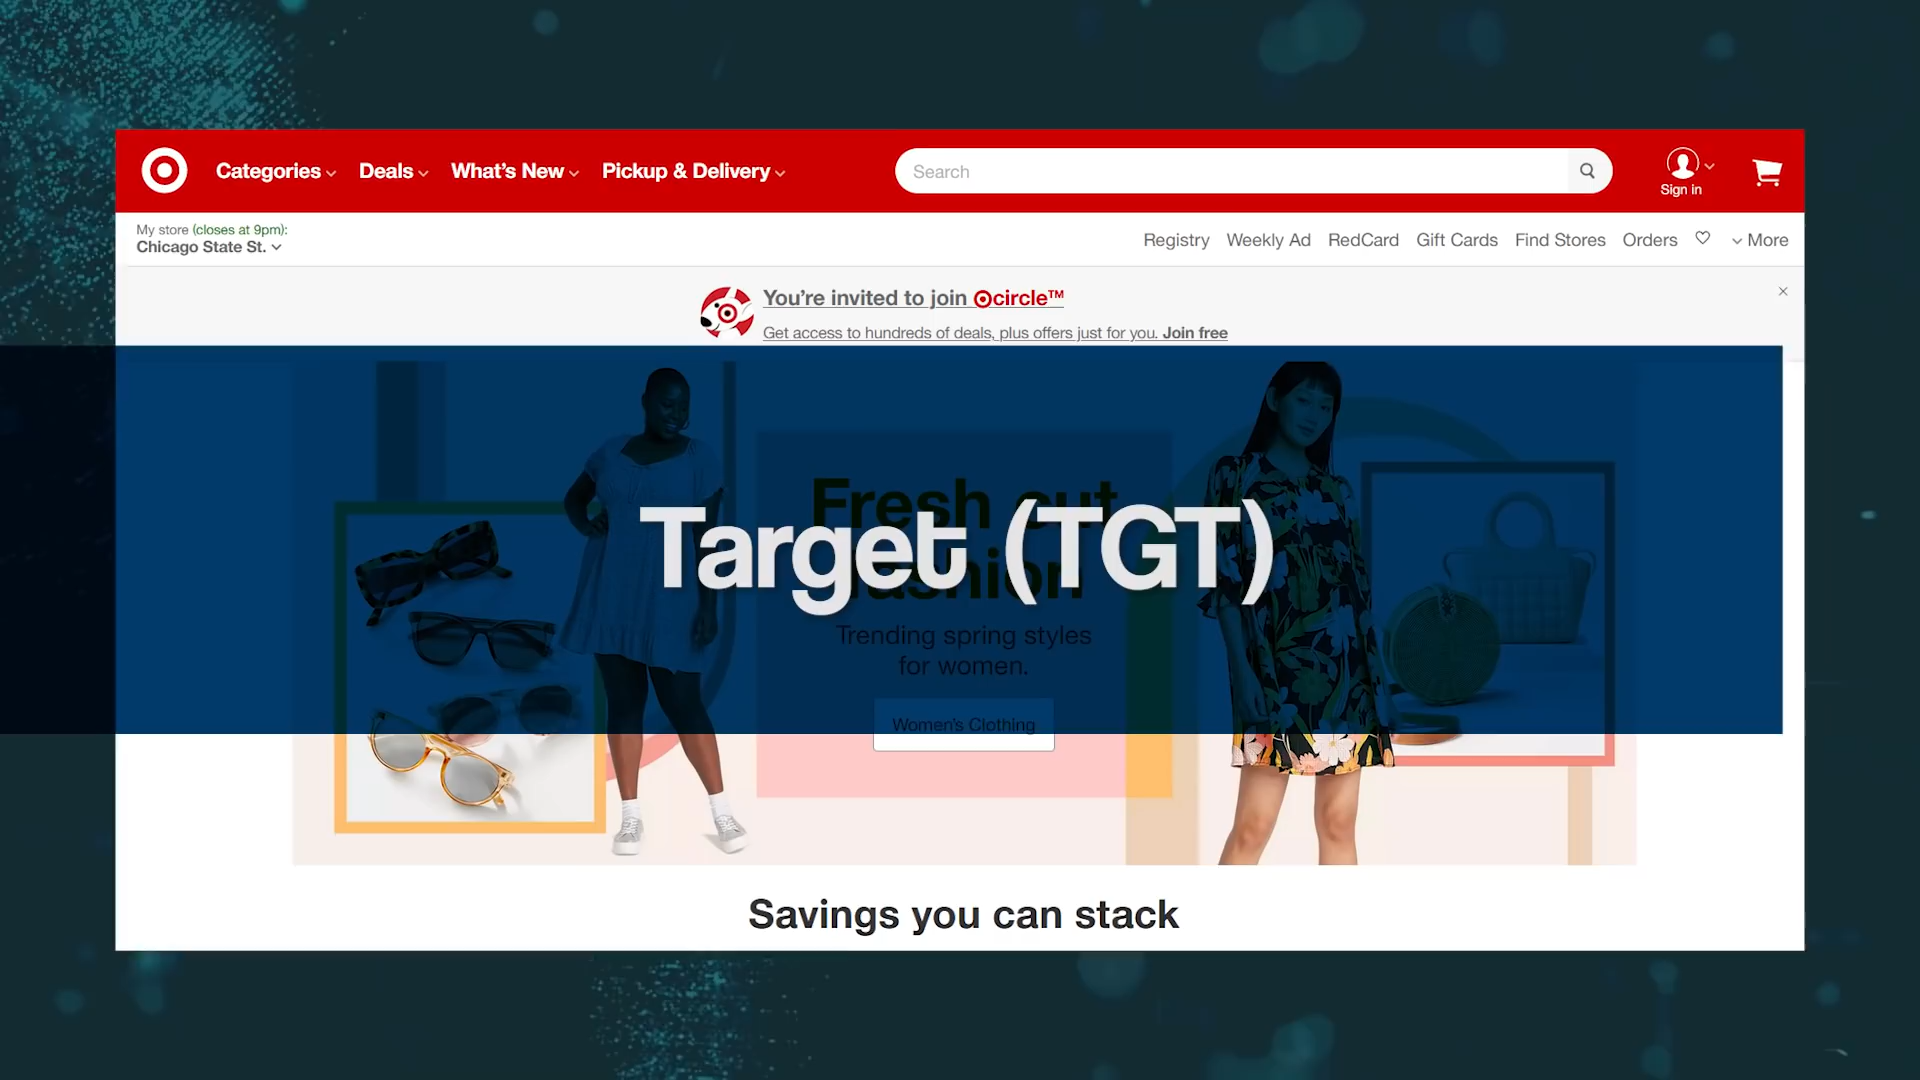 Categories
Deals
What's New
Pickup & Delivery
Search
Sign in
My store (closes at 9pm):
Chicago State St.
Registry
Weekly Ad
RedCard
Gift Cards
Find Stores
Orders
More
You're invited to join circle™
Get access to hundreds of deals, plus offers just for you. Join free
Fresh cut
fashion
Target (TGT)
Trending spring styles
for women.
Women's Clothing
Savings you can stack